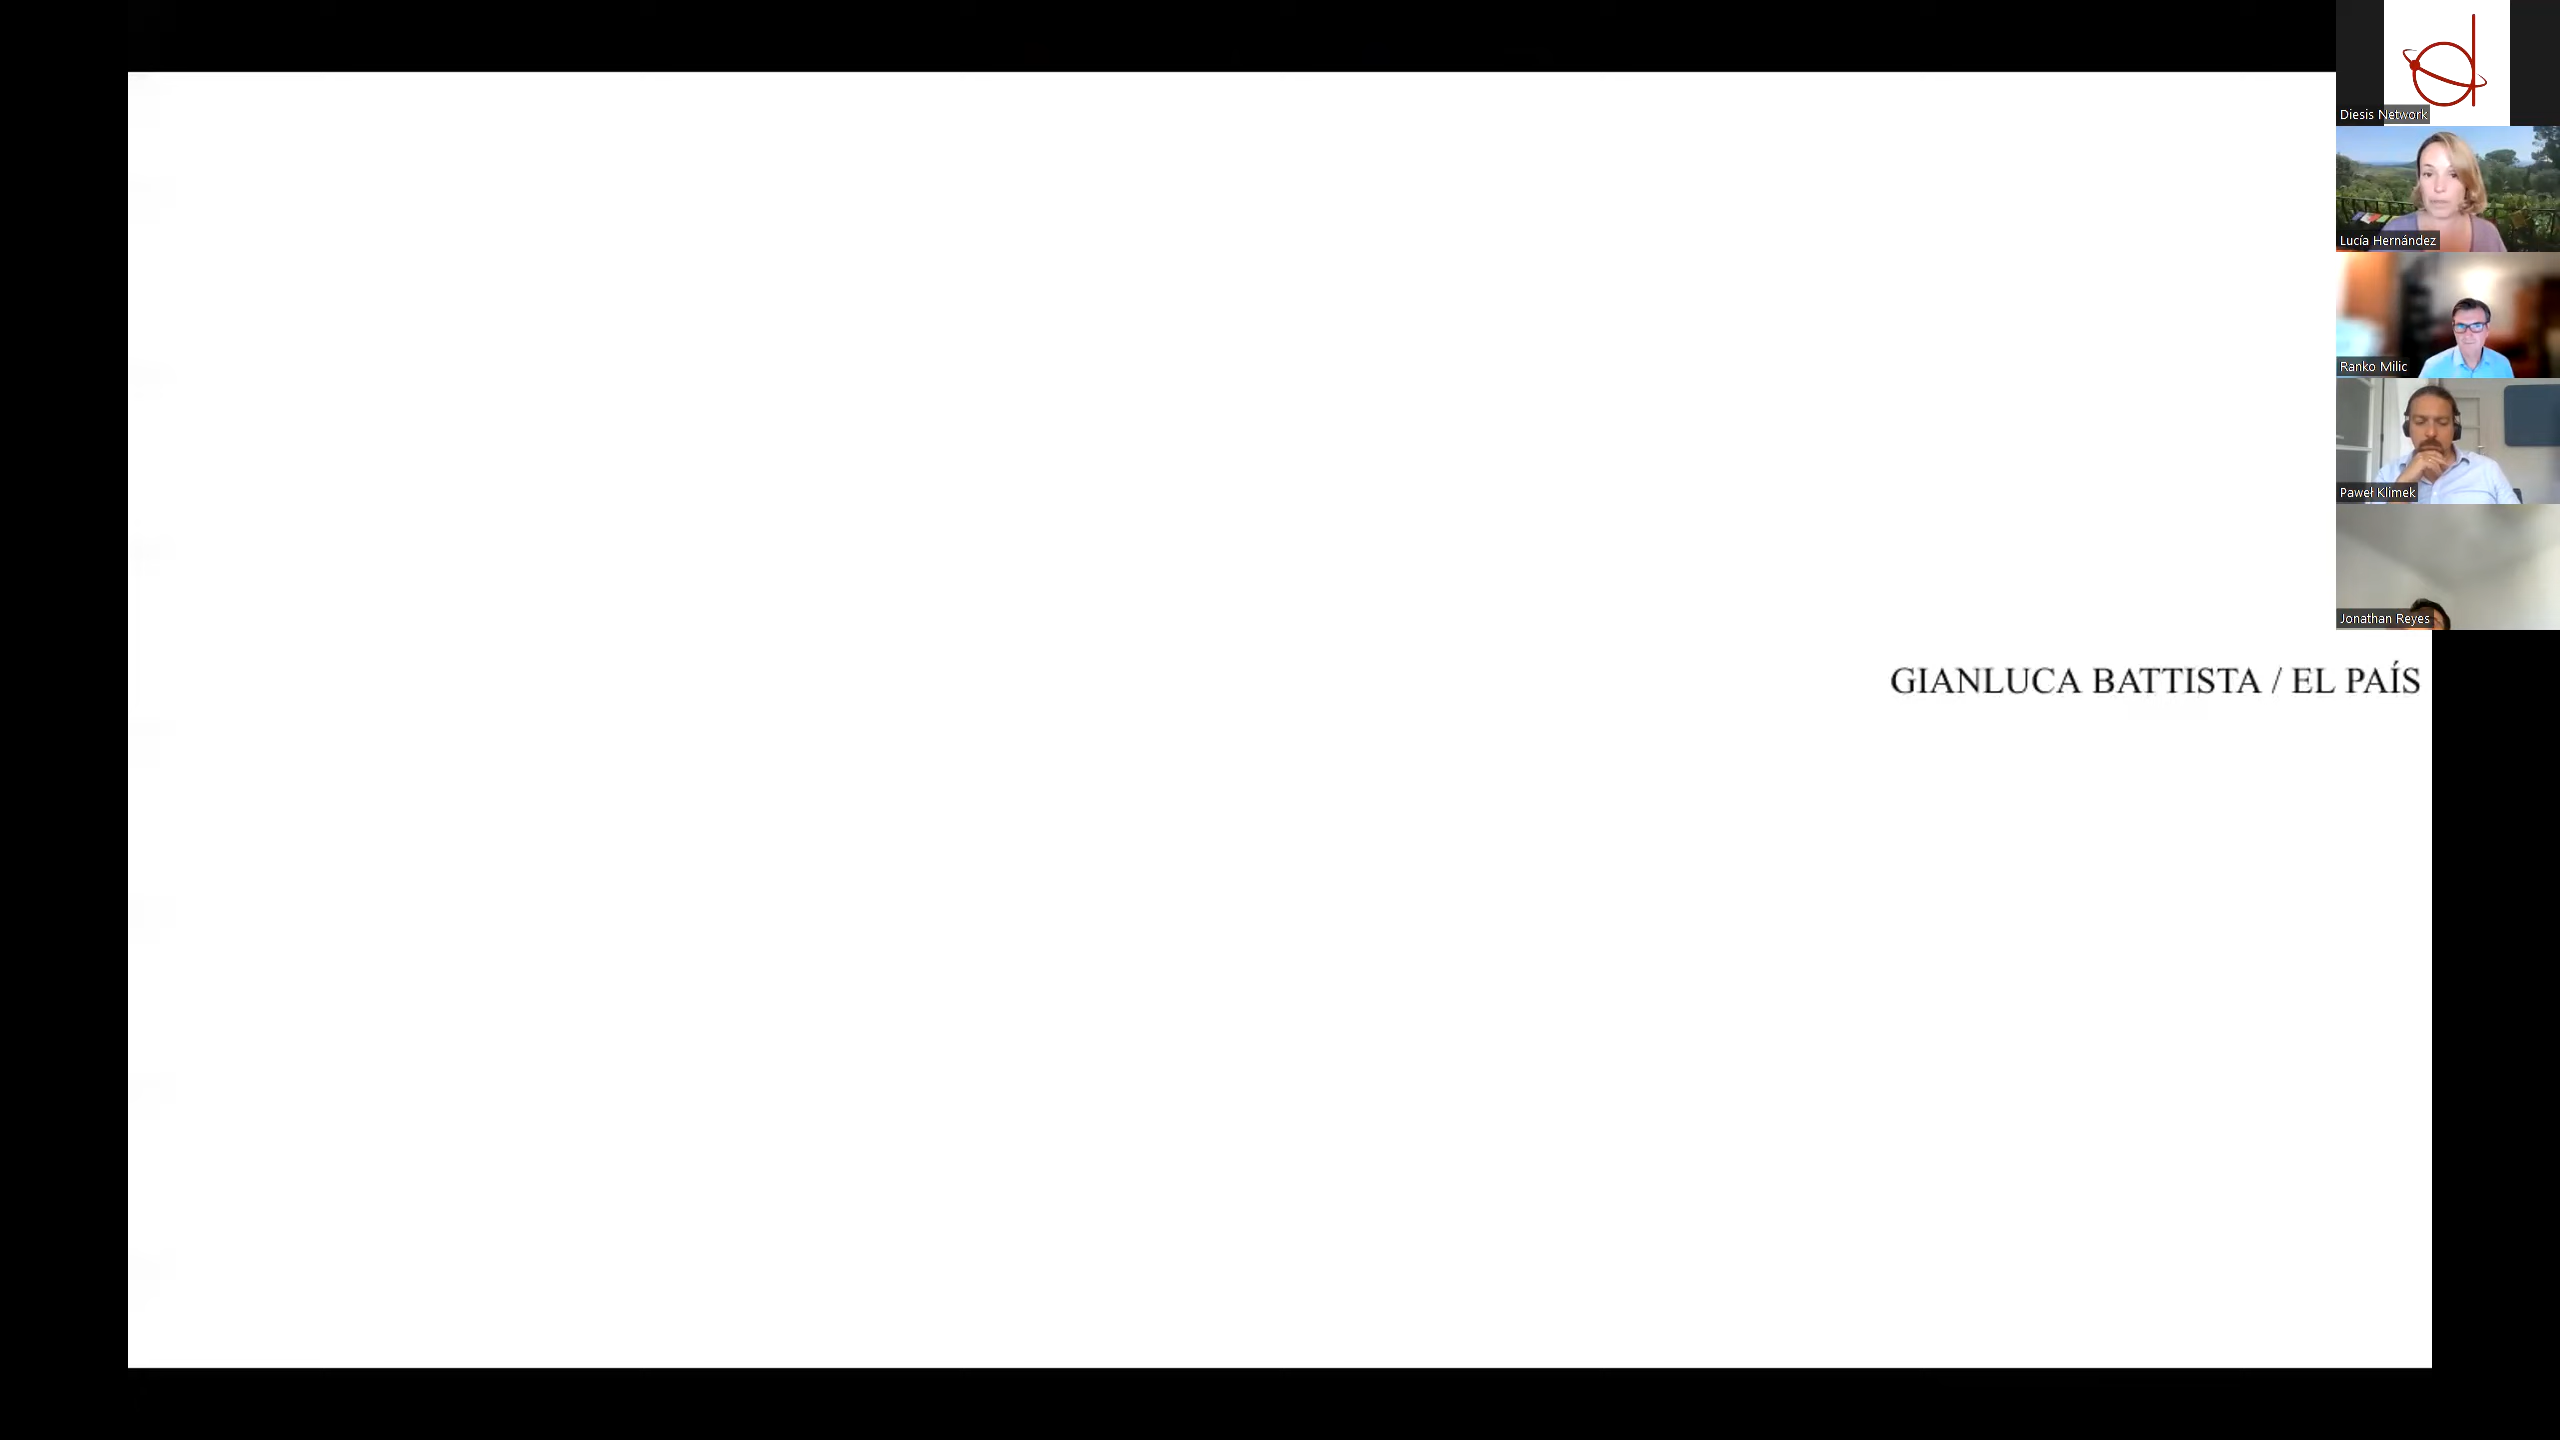 Diesis Network
Lucía Hernández
Ranko Milic
Paweł Klimek
Jonathan Reyes
GIANLUCA BATTISTA / EL PAÍS